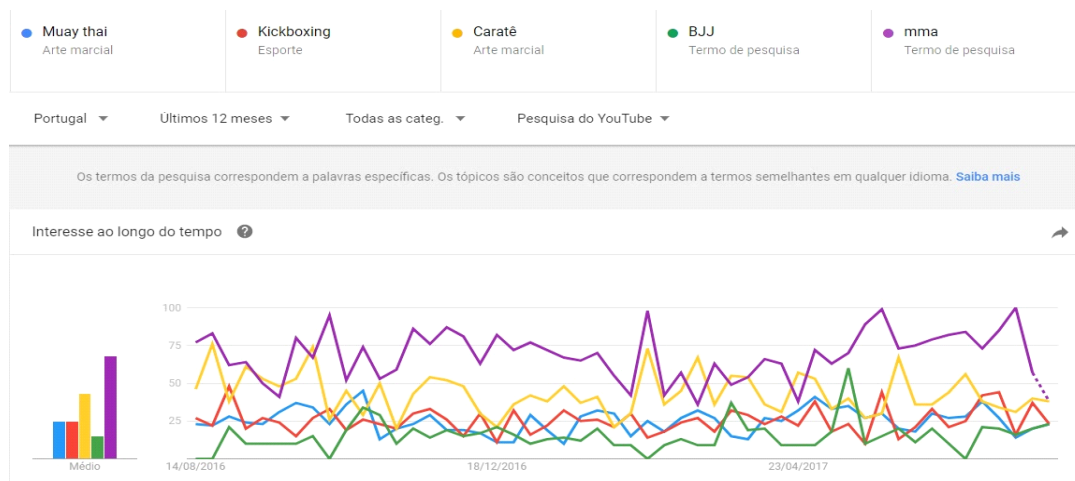 Muay thai
Arte marcial
Kickboxing
Esporte
Caratê
Arte marcial
BJJ
Termo de pesquisa
mma
Termo de pesquisa
Portugal
Últimos 12 meses
Todas as categ.
Pesquisa do YouTube
Os termos da pesquisa correspondem a palavras específicas. Os tópicos são conceitos que correspondem a termos semelhantes em qualquer idioma. Saiba mais
Interesse ao longo do tempo ?
100
75
50
25
Médio
14/08/2016
18/12/2016
23/04/2017